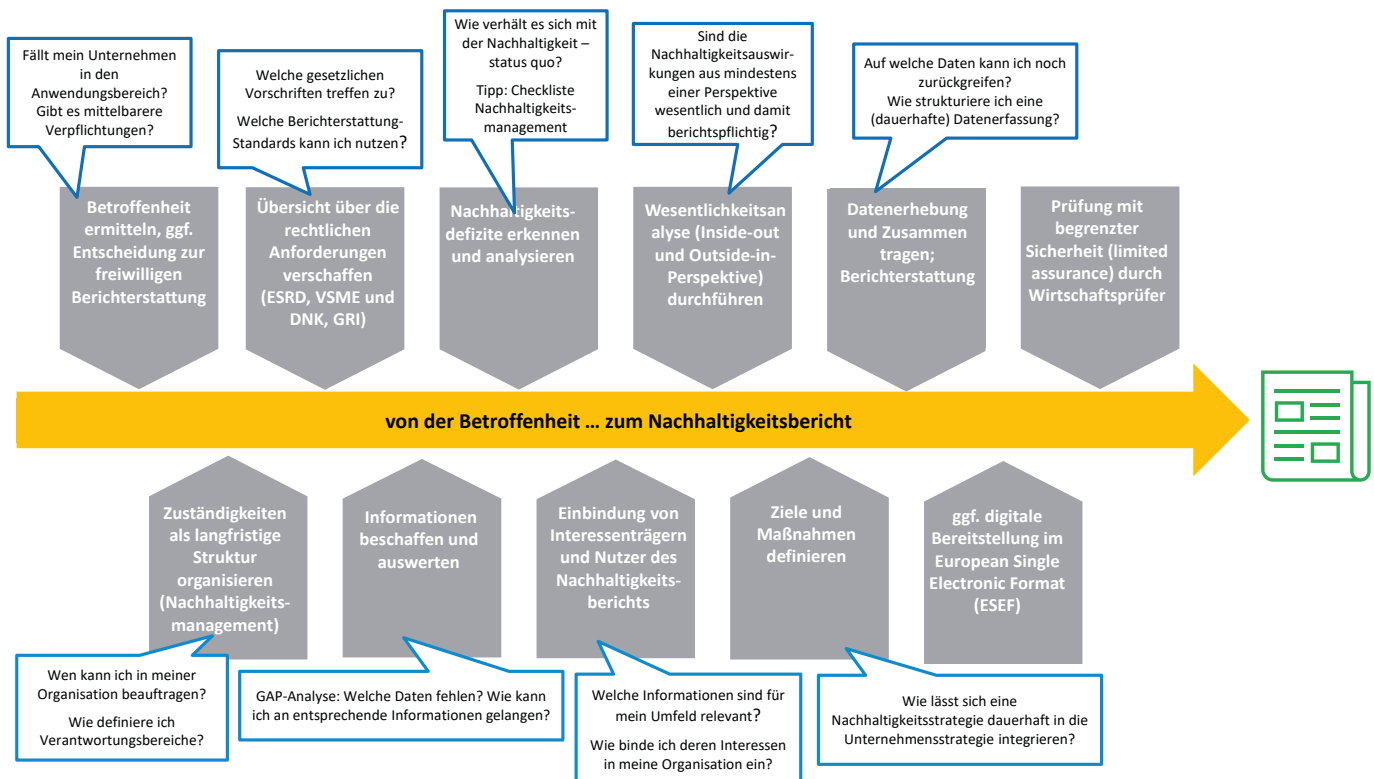 Fällt mein Unternehmen
in den
Anwendungsbereich?
Gibt es mittelbarere
Verpflichtungen?
Welche gesetzlichen
Vorschriften treffen zu?
Welche Berichterstattung-
Standards kann ich nutzen?
Wie verhält es sich mit
der Nachhaltigkeit –
status quo?
Tipp: Checkliste
Nachhaltigkeits-
management
Sind die
Nachhaltigkeitsauswir-
kungen aus mindestens
einer Perspektive
wesentlich und damit
berichtspflichtig?
Auf welche Daten kann ich noch
zurückgreifen?
Wie strukturiere ich eine
(dauerhafte) Datenerfassung?
Betroffenheit
ermitteln, ggf.
Entscheidung zur
freiwilligen
Berichterstattung
Übersicht über die
rechtlichen
Anforderungen
verschaffen
(ESRD, VSME und
DNK, GRI)
Nachhaltigkeits-
defizite erkennen
und analysieren
Wesentlichkeitsan
alyse (Inside-out
und Outside-in-
Perspektive)
durchführen
Datenerhebung
und Zusammen
tragen;
Berichterstattung
Prüfung mit
begrenzter
Sicherheit (limited
assurance) durch
Wirtschaftsprüfer
von der Betroffenheit … zum Nachhaltigkeitsbericht
Zuständigkeiten
als langfristige
Struktur
organisieren
(Nachhaltigkeits-
management)
Informationen
beschaffen und
auswerten
Einbindung von
Interessenträgern
und Nutzer des
Nachhaltigkeits-
berichts
Ziele und
Maßnahmen
definieren
ggf. digitale
Bereitstellung im
European Single
Electronic Format
(ESEF)
Wen kann ich in meiner
Organisation beauftragen?
Wie definiere ich
Verantwortungsbereiche?
GAP-Analyse: Welche Daten fehlen? Wie kann
ich an entsprechende Informationen gelangen?
Welche Informationen sind für
mein Umfeld relevant?
Wie binde ich deren Interessen
in meine Organisation ein?
Wie lässt sich eine
Nachhaltigkeitsstrategie dauerhaft in die
Unternehmensstrategie integrieren?